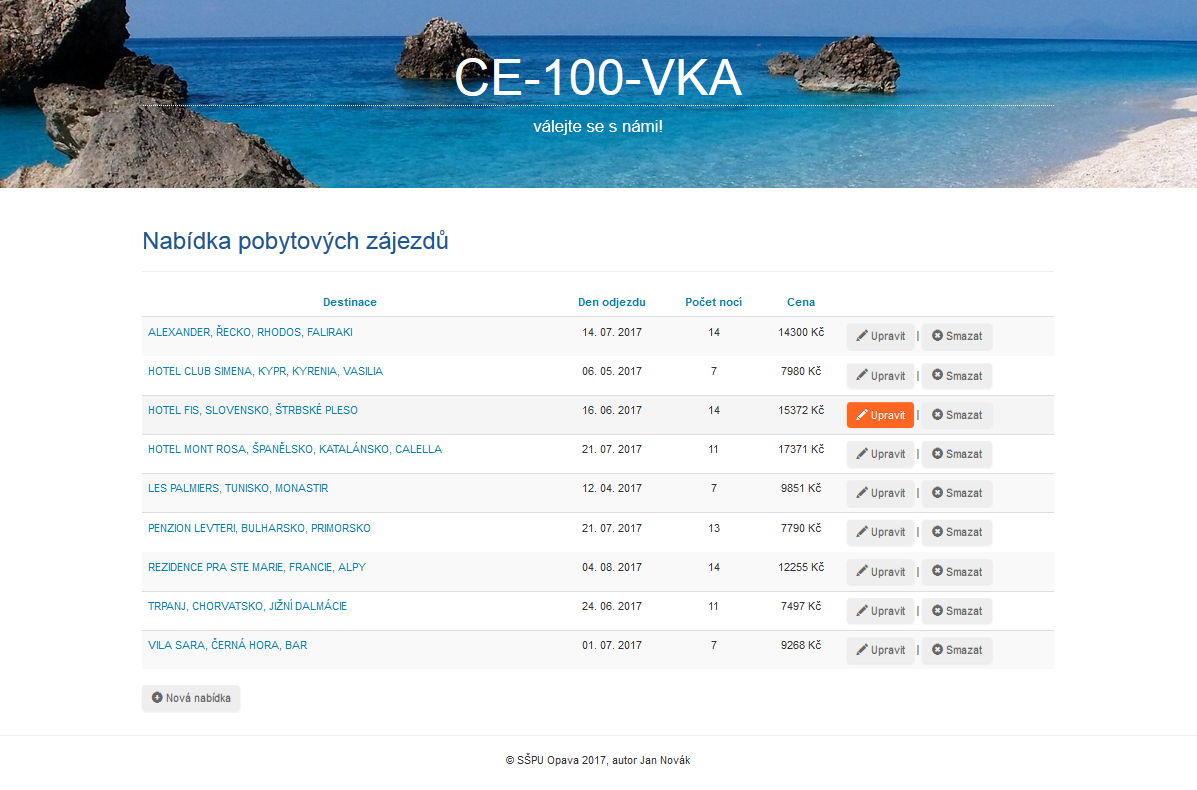 CE-100-VKA
válejte se s námi!
Nabídka pobytových zájezdů
Destinace Den odjezdu Počet nocí Cena
ALEXANDER, ŘECKO, RHODOS, FALIRAKI 14. 07. 2017 14 14300 Kč Upravit | Smazat
HOTEL CLUB SIMENA, KYPR, KYRENIA, VASILIA 06. 05. 2017 7 7980 Kč Upravit | Smazat
HOTEL FIS, SLOVENSKO, ŠTRBSKÉ PLESO 16. 06. 2017 14 15372 Kč Upravit | Smazat
HOTEL MONT ROSA, ŠPANĚLSKO, KATALÁNSKO, CALELLA 21. 07. 2017 11 17371 Kč Upravit | Smazat
LES PALMIERS, TUNISKO, MONASTIR 12. 04. 2017 7 9851 Kč Upravit | Smazat
PENZION LEVTERI, BULHARSKO, PRIMORSKO 21. 07. 2017 13 7790 Kč Upravit | Smazat
REZIDENCE PRA STE MARIE, FRANCIE, ALPY 04. 08. 2017 14 12255 Kč Upravit | Smazat
TRPANJ, CHORVATSKO, JIŽNÍ DALMÁCIE 24. 06. 2017 11 7497 Kč Upravit | Smazat
VILA SARA, ČERNÁ HORA, BAR 01. 07. 2017 7 9268 Kč Upravit | Smazat
Nová nabídka
© SŠPU Opava 2017, autor Jan Novák